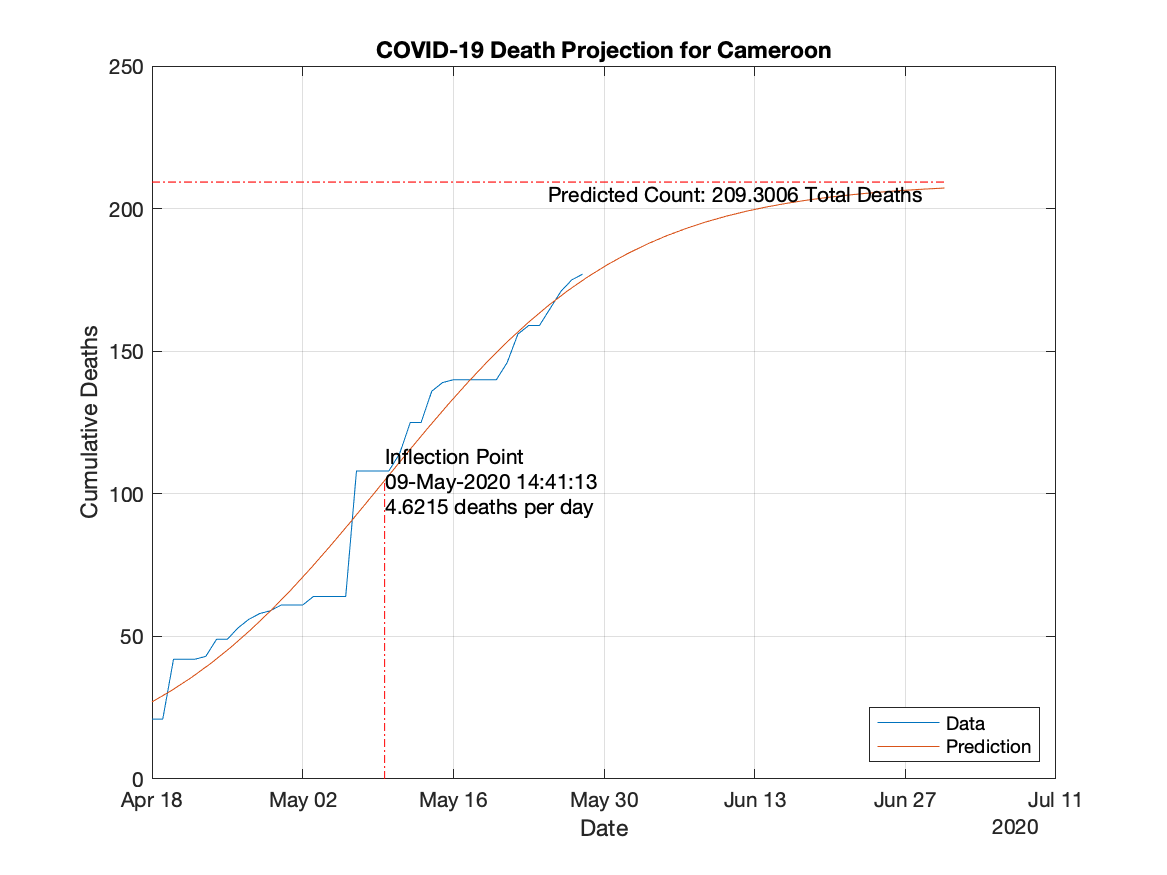 COVID-19 Death Projection for Cameroon
250
200
150
100
50
0
Cumulative Deaths
Predicted Count: 209.3006 Total Deaths
Inflection Point
09-May-2020 14:41:13
4.6215 deaths per day
Data
Prediction
Apr 18 May 02 May 16 May 30 Jun 13 Jun 27 Jul 11
Date
2020